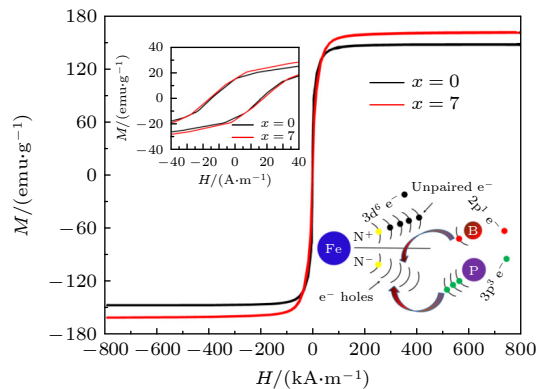 180
120
60
0
−60
−120
−180
M/(emu·g⁻¹)
−800
−600
−400
−200
0
200
400
600
800
H/(kA·m⁻¹)
x = 0
x = 7
40
20
0
−20
−40
M/(emu·g⁻¹)
−40
−20
0
20
40
H/(A·m⁻¹)
x = 0
x = 7
3d⁶ e⁻
Unpaired e⁻
2p¹ e⁻
N⁺
Fe
N⁻
B
P
3p³ e⁻
e⁻ holes